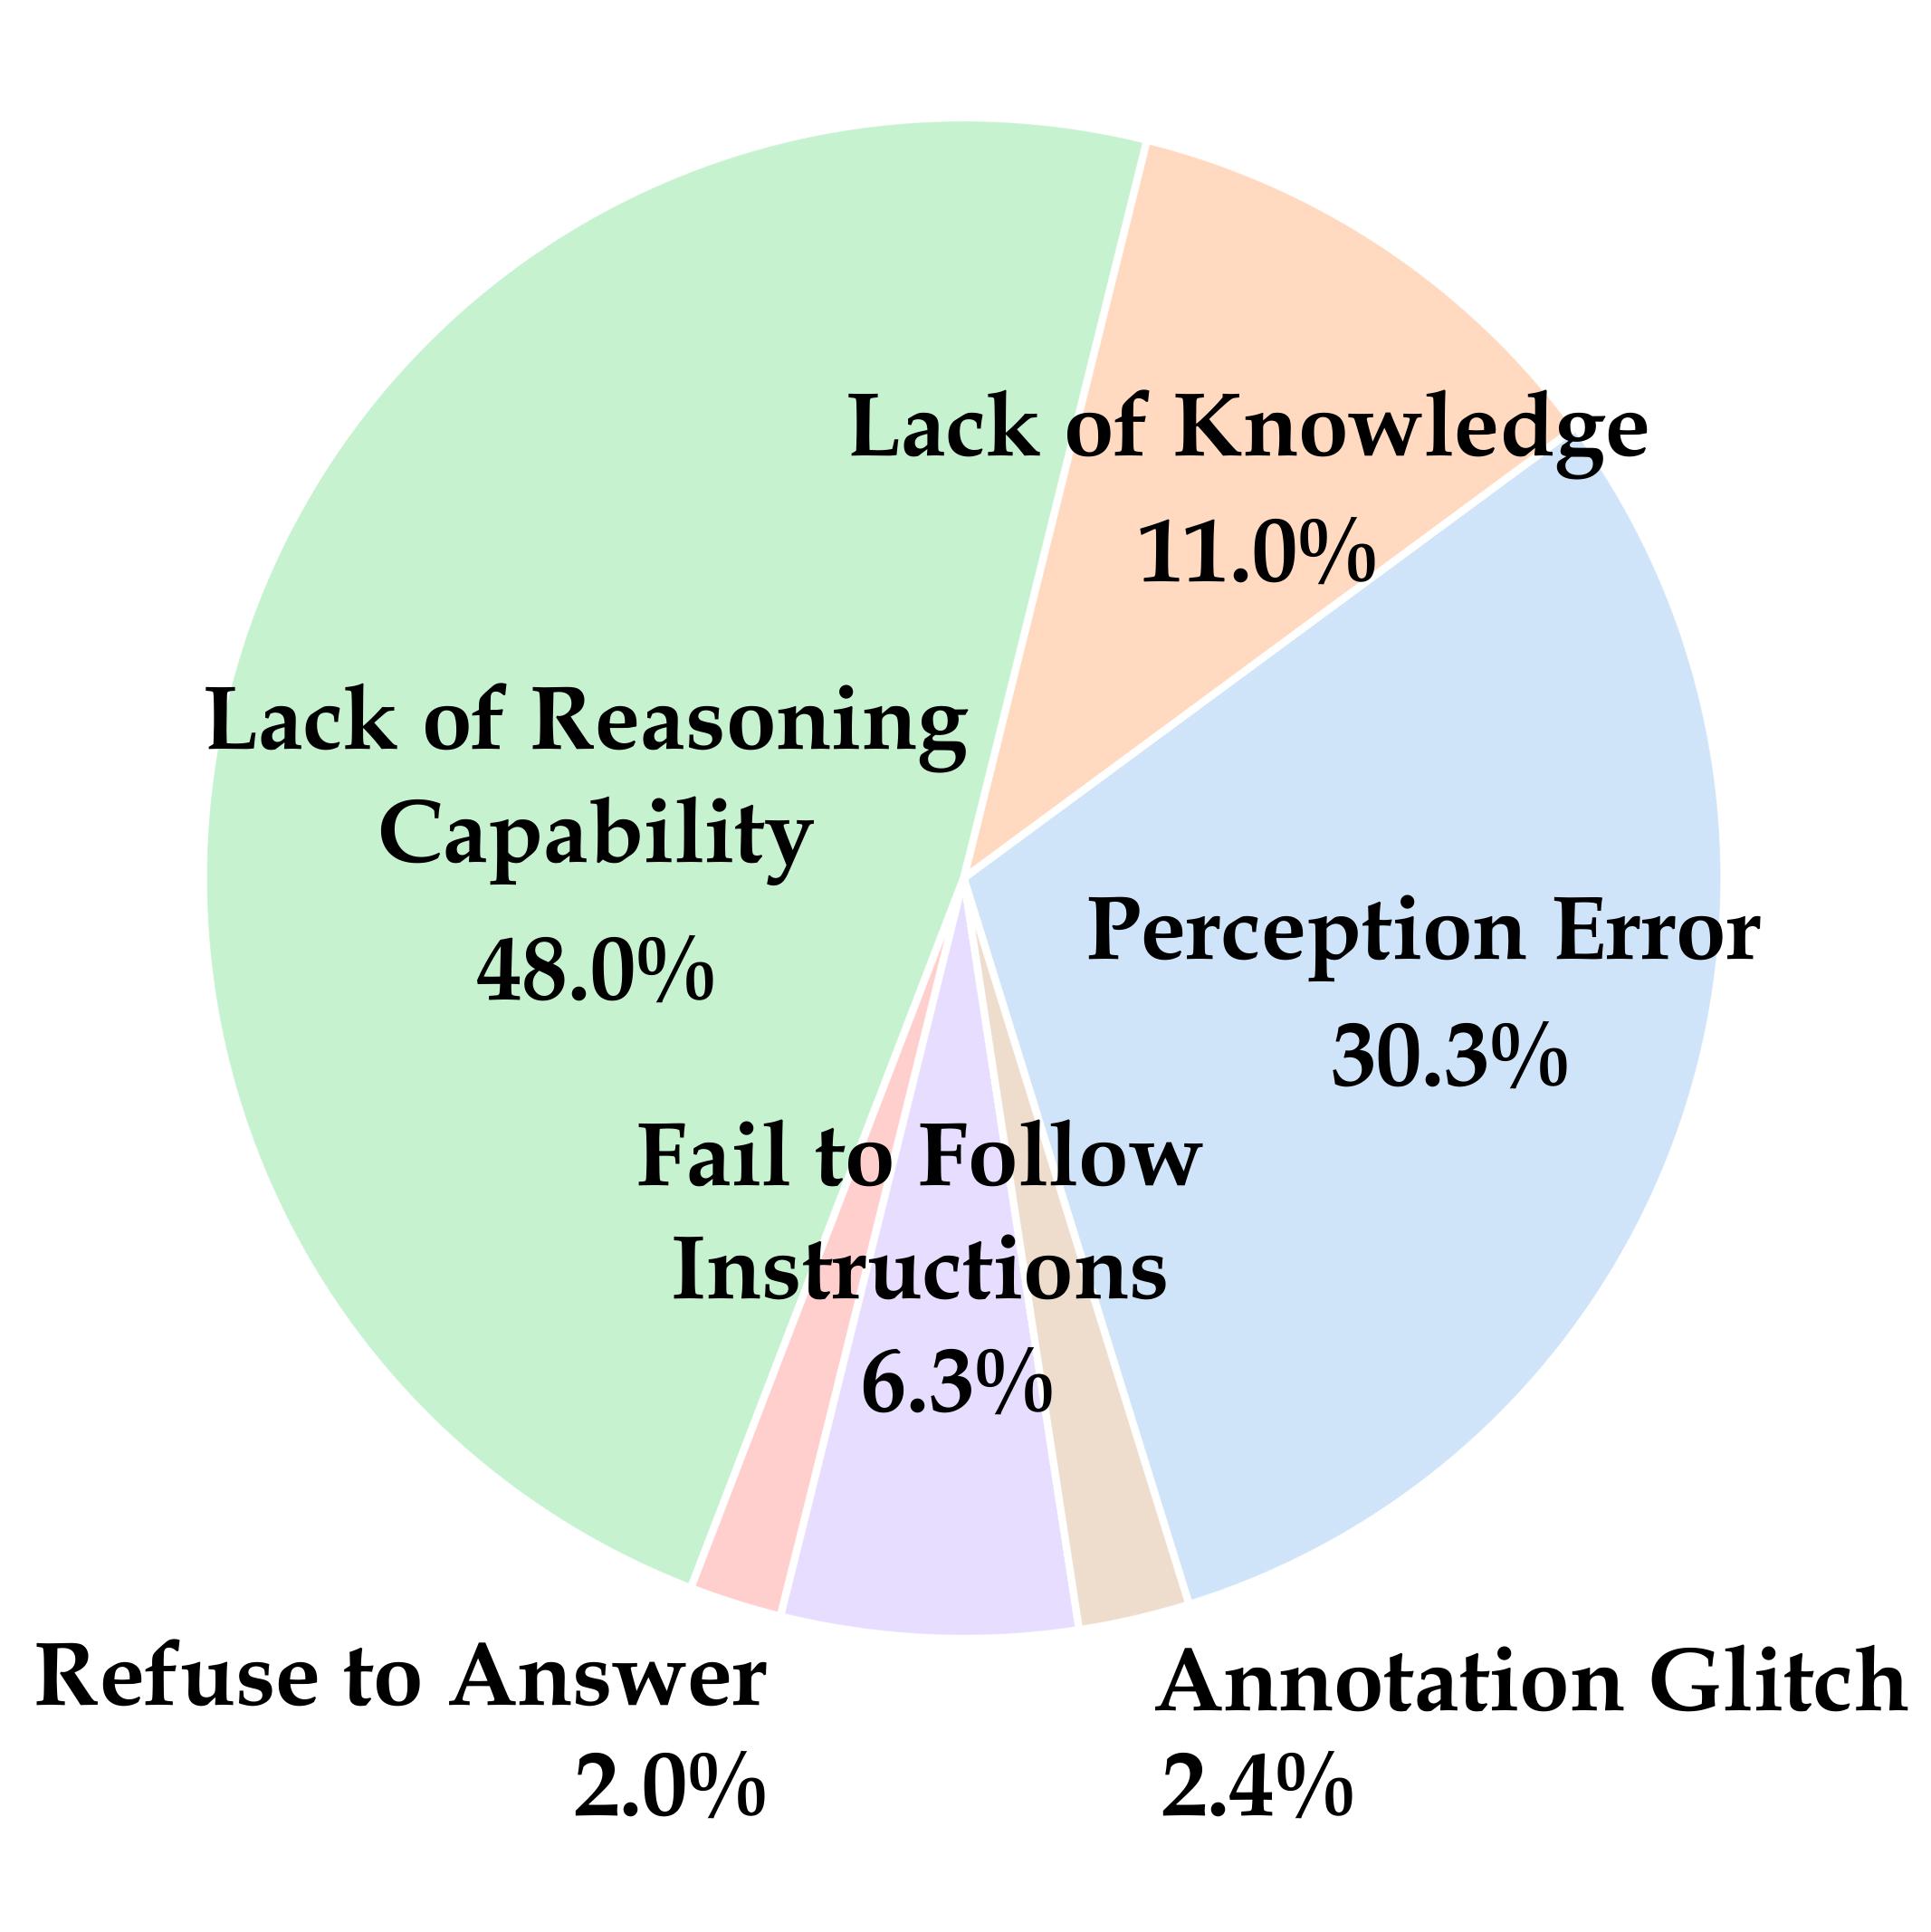 Lack of Knowledge
11.0%
Lack of Reasoning
Capability
48.0%
Perception Error
30.3%
Fail to Follow
Instructions
6.3%
Refuse to Answer
2.0%
Annotation Glitch
2.4%